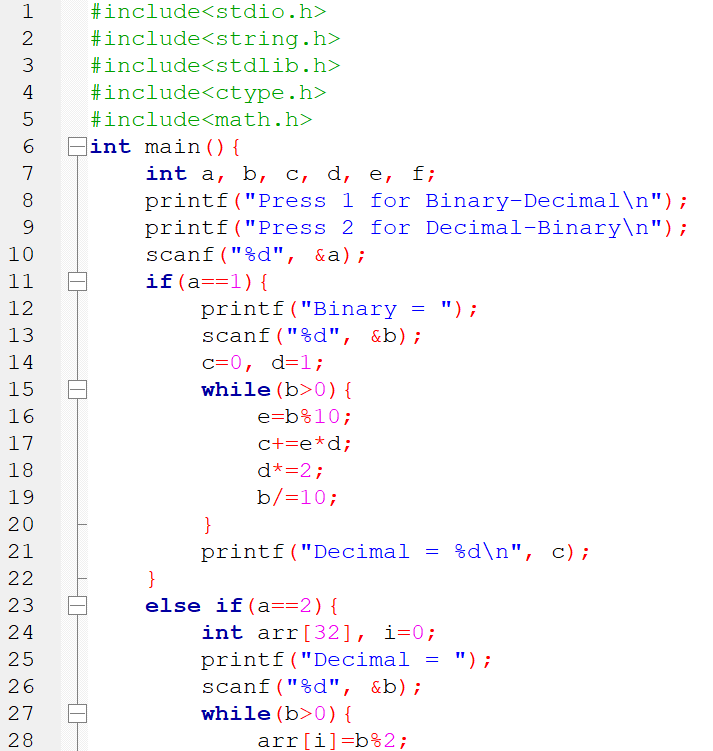 1 #include<stdio.h>
2 #include<string.h>
3 #include<stdlib.h>
4 #include<ctype.h>
5 #include<math.h>
6 int main(){
7 int a, b, c, d, e, f;
8 printf("Press 1 for Binary-Decimal\n");
9 printf("Press 2 for Decimal-Binary\n");
10 scanf("%d", &a);
11 if(a==1){
12 printf("Binary = ");
13 scanf("%d", &b);
14 c=0, d=1;
15 while(b>0){
16 e=b%10;
17 c+=e*d;
18 d*=2;
19 b/=10;
20 }
21 printf("Decimal = %d\n", c);
22 }
23 else if(a==2){
24 int arr[32], i=0;
25 printf("Decimal = ");
26 scanf("%d", &b);
27 while(b>0){
28 arr[i]=b%2;